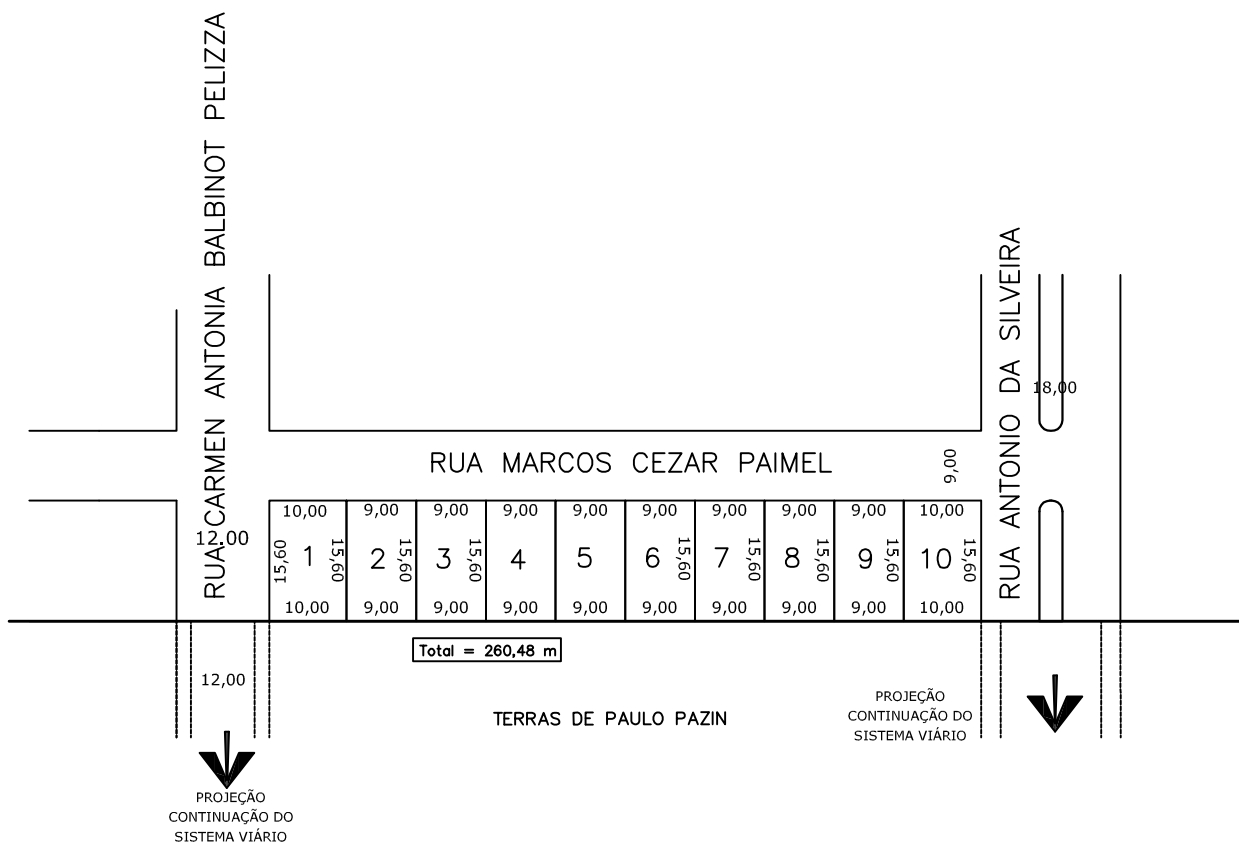 RUA CARMEN ANTONIA BALBINOT PELIZZA
RUA ANTONIO DA SILVEIRA
18,00
RUA MARCOS CEZAR PAIMEL
9,00
12.00
10,00 9,00 9,00 9,00 9,00 9,00 9,00 9,00 9,00 10,00
15,60 1 15,60 2 15,60 3 15,60 4 5 6 15,60 7 15,60 8 15,60 9 15,60 10 15,60
10,00 9,00 9,00 9,00 9,00 9,00 9,00 9,00 9,00 10,00
Total = 260,48 m
12,00
TERRAS DE PAULO PAZIN
PROJEÇÃO
CONTINUAÇÃO DO
SISTEMA VIÁRIO
PROJEÇÃO
CONTINUAÇÃO DO
SISTEMA VIÁRIO